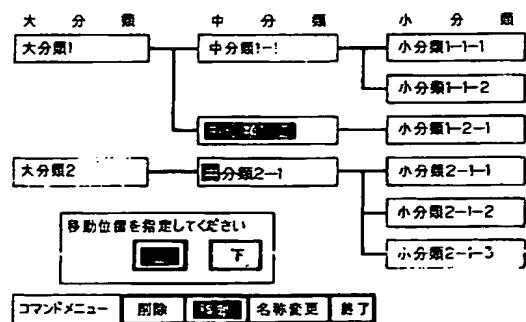 大分類 中分類 小分類
大分類1 中分類1-1 小分類1-1-1
小分類1-1-2
小分類1-2-1
大分類2 分類2-1 小分類2-1-1
小分類2-1-2
小分類2-1-3
移動位置を指定してください
下
コマンドメニュー 削除 名称変更 終了